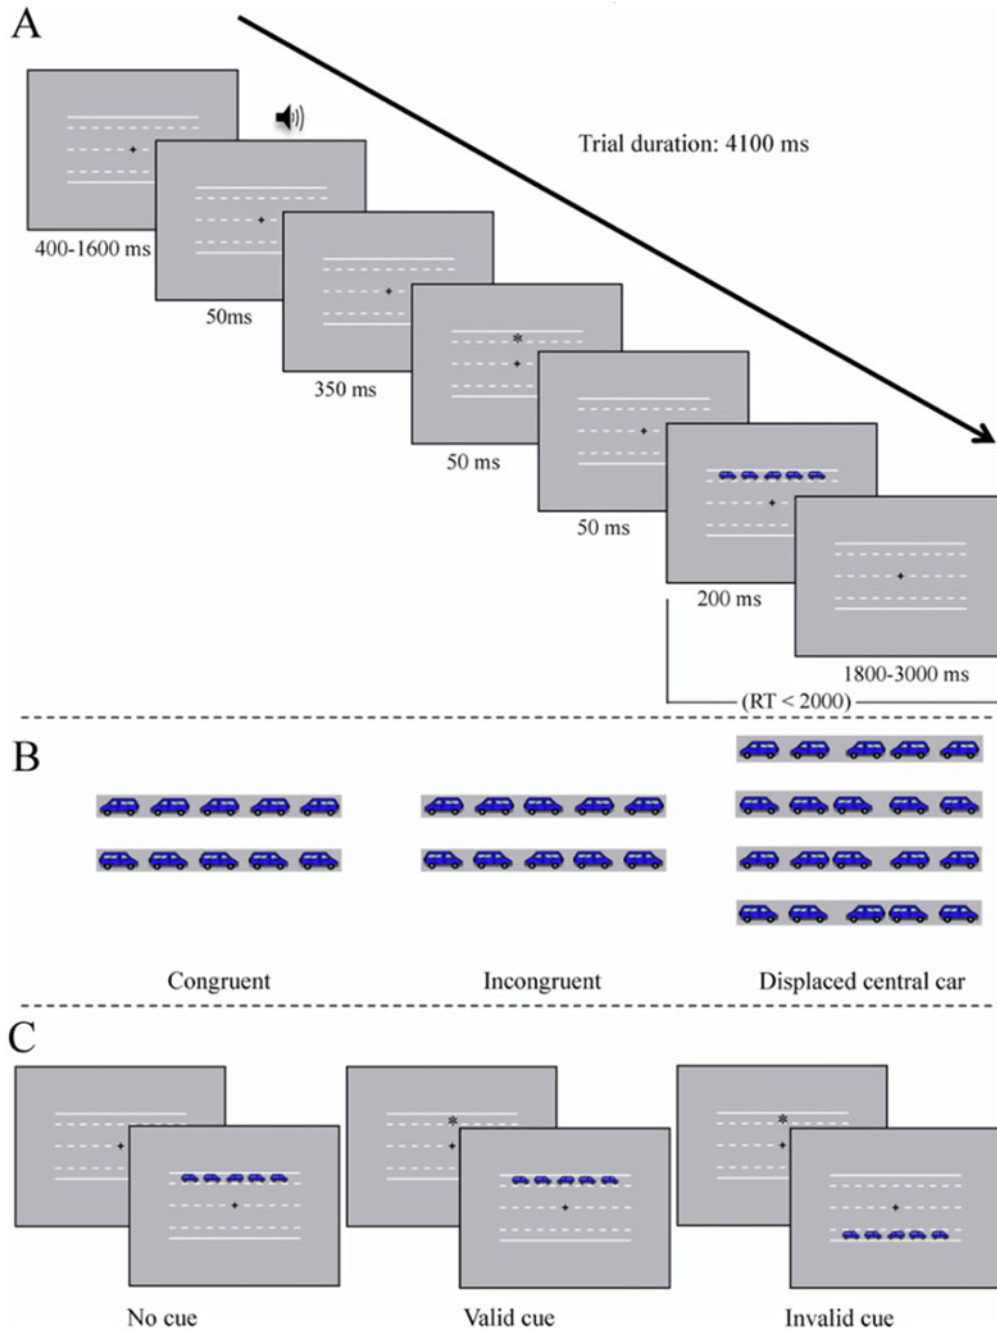 A
Trial duration: 4100 ms
400-1600 ms
50ms
350 ms
50 ms
50 ms
200 ms
1800-3000 ms
(RT < 2000)
B
Congruent
Incongruent
Displaced central car
C
No cue
Valid cue
Invalid cue